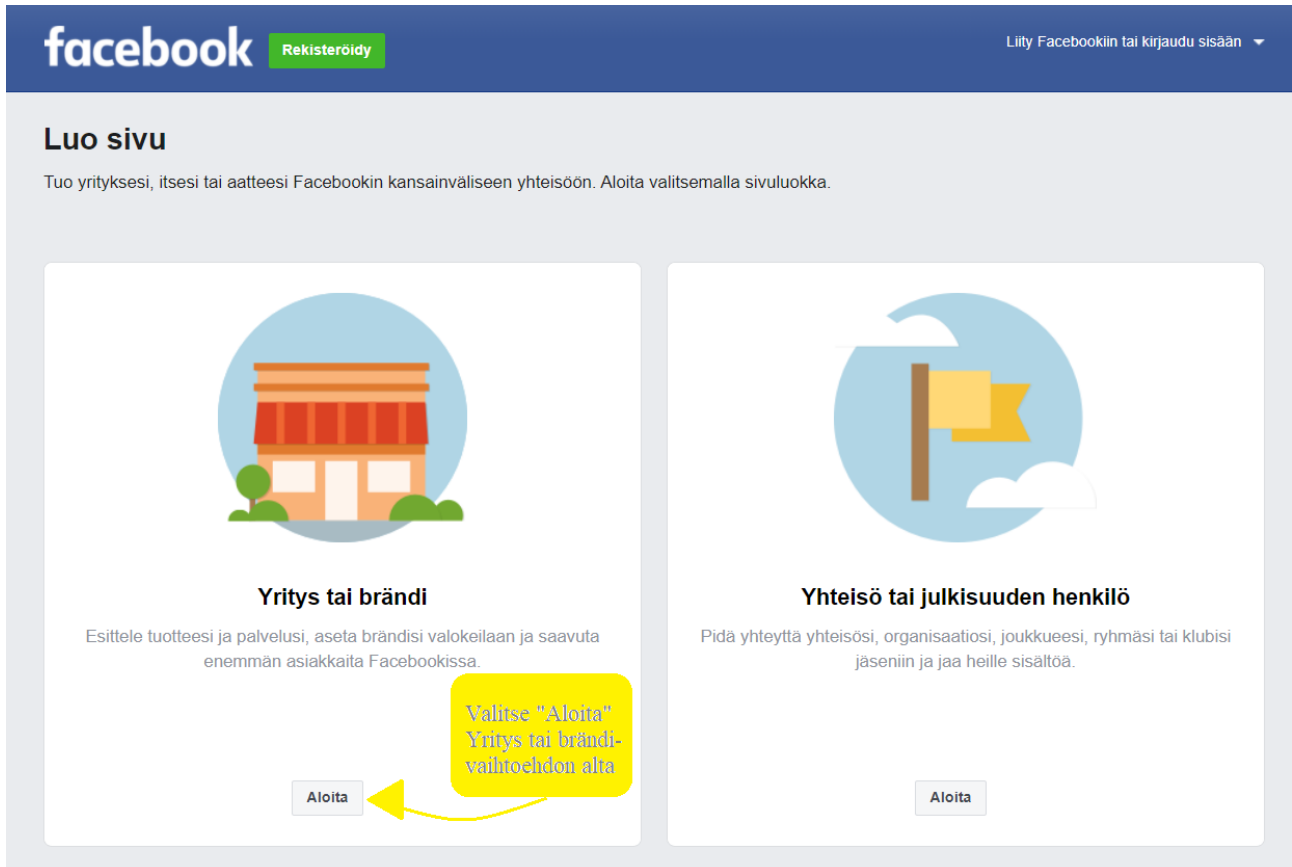 facebook
Rekisteröidy
Liity Facebookiin tai kirjaudu sisään
Luo sivu
Tuo yrityksesi, itsesi tai aatteesi Facebookin kansainväliseen yhteisöön. Aloita valitsemalla sivuluokka.
Yritys tai brändi
Esittele tuotteesi ja palvelusi, aseta brändisi valokeilaan ja saavuta
enemmän asiakkaita Facebookissa.
Valitse "Aloita"
Yritys tai brändi-
vaihtoehdon alta
Aloita
Yhteisö tai julkisuuden henkilö
Pidä yhteyttä yhteisösi, organisaatiosi, joukkueesi, ryhmäsi tai klubisi
jäseniin ja jaa heille sisältöä.
Aloita